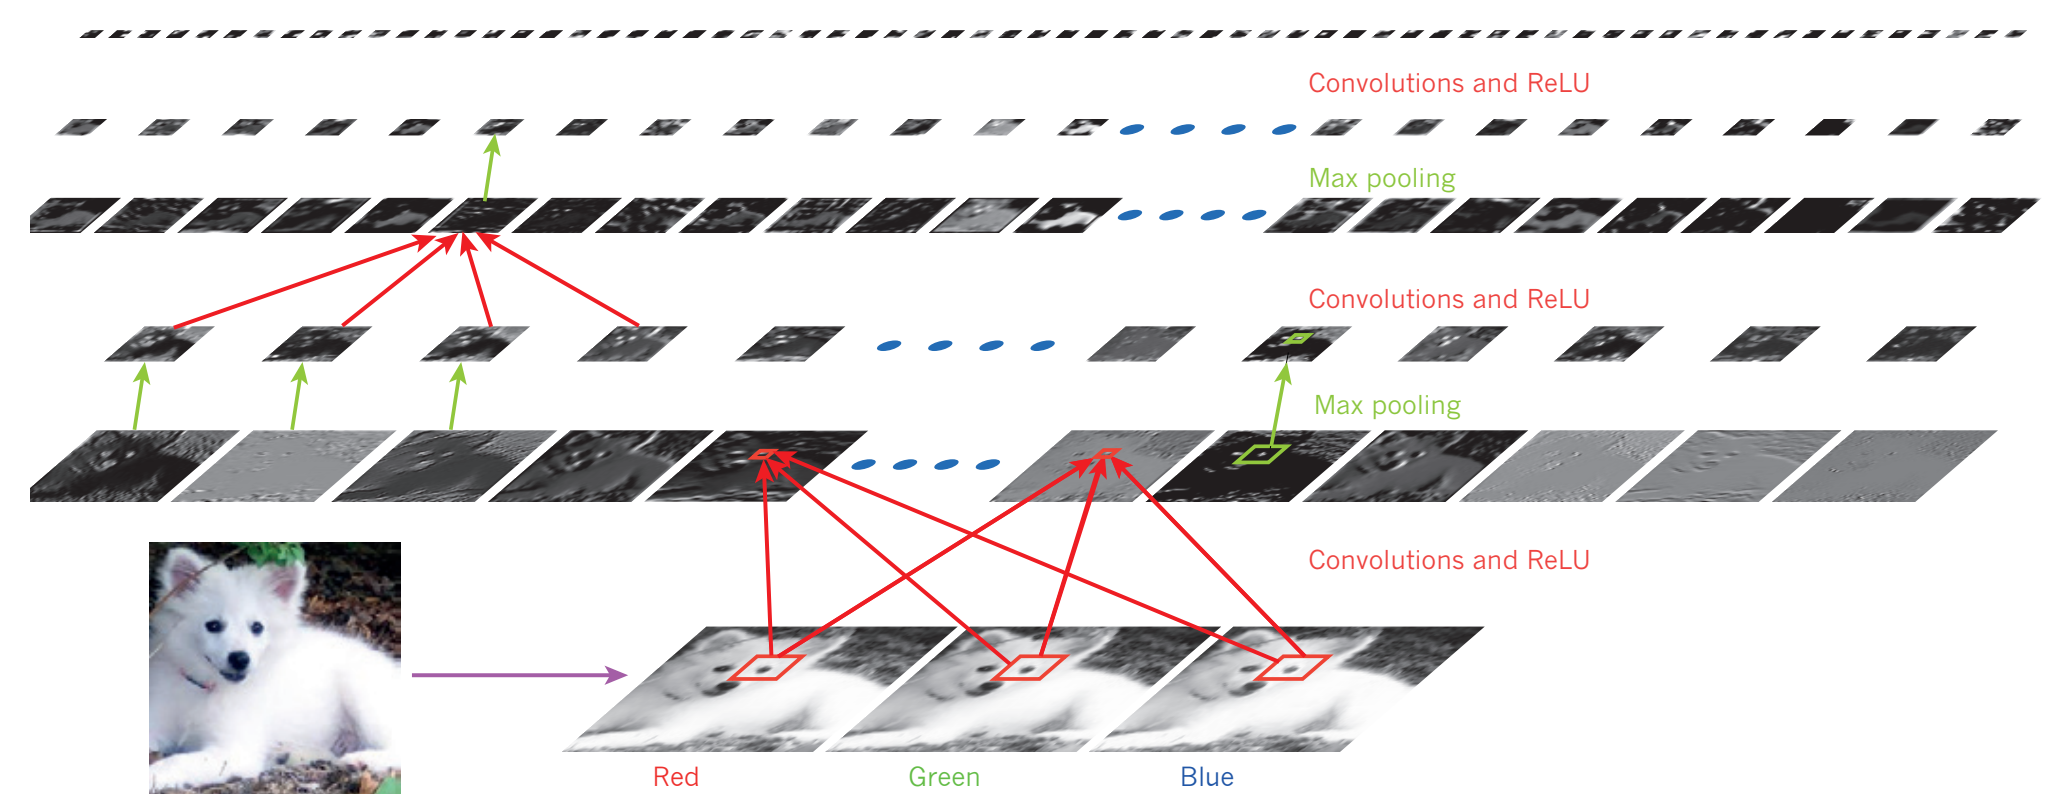 Convolutions and ReLU
Max pooling
Convolutions and ReLU
Max pooling
Convolutions and ReLU
Red
Green
Blue